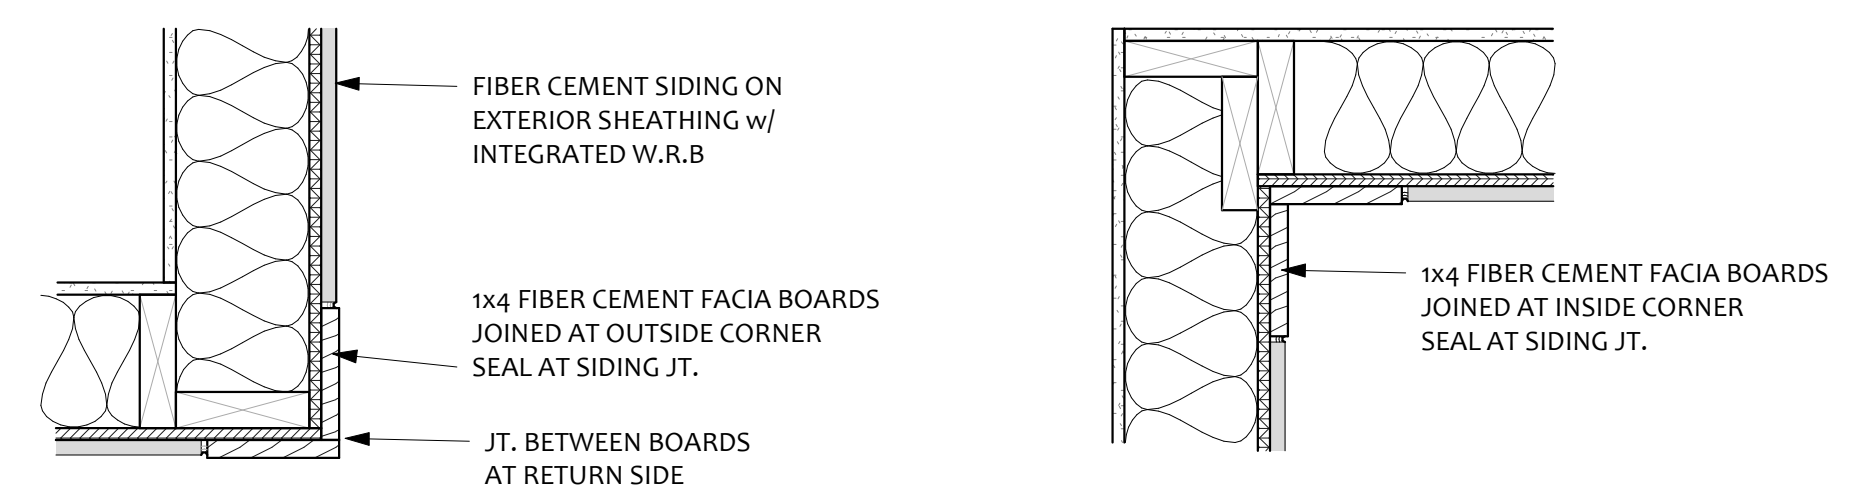 FIBER CEMENT SIDING ON
EXTERIOR SHEATHING w/
INTEGRATED W.R.B
1x4 FIBER CEMENT FACIA BOARDS
JOINED AT OUTSIDE CORNER
SEAL AT SIDING JT.
JT. BETWEEN BOARDS
AT RETURN SIDE
1x4 FIBER CEMENT FACIA BOARDS
JOINED AT INSIDE CORNER
SEAL AT SIDING JT.